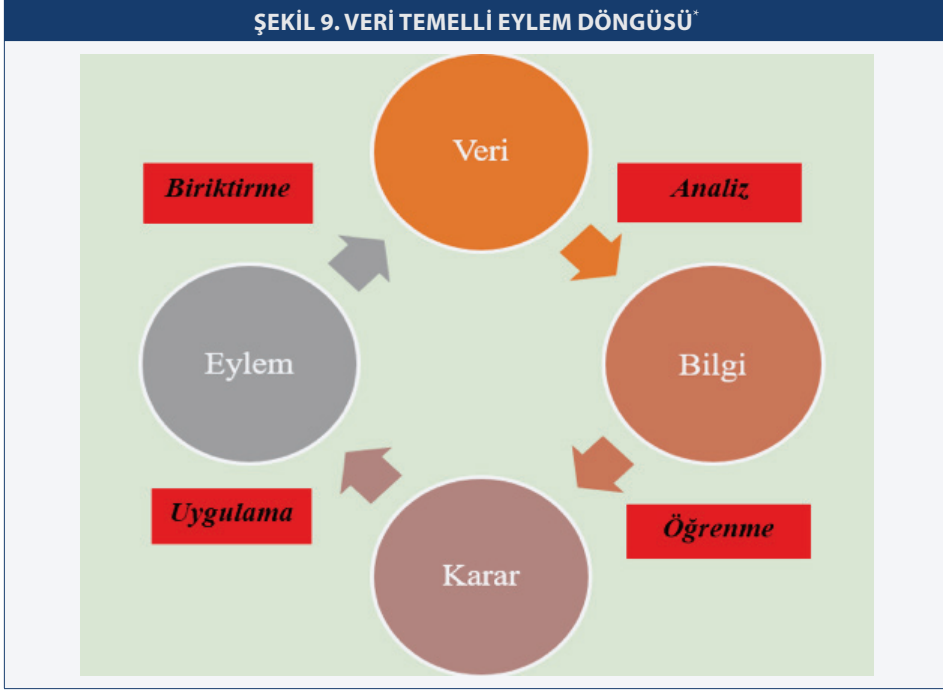 ŞEKİL 9. VERİ TEMELLİ EYLEM DÖNGÜSÜ*
Veri
Biriktirme
Analiz
Eylem
Bilgi
Uygulama
Öğrenme
Karar